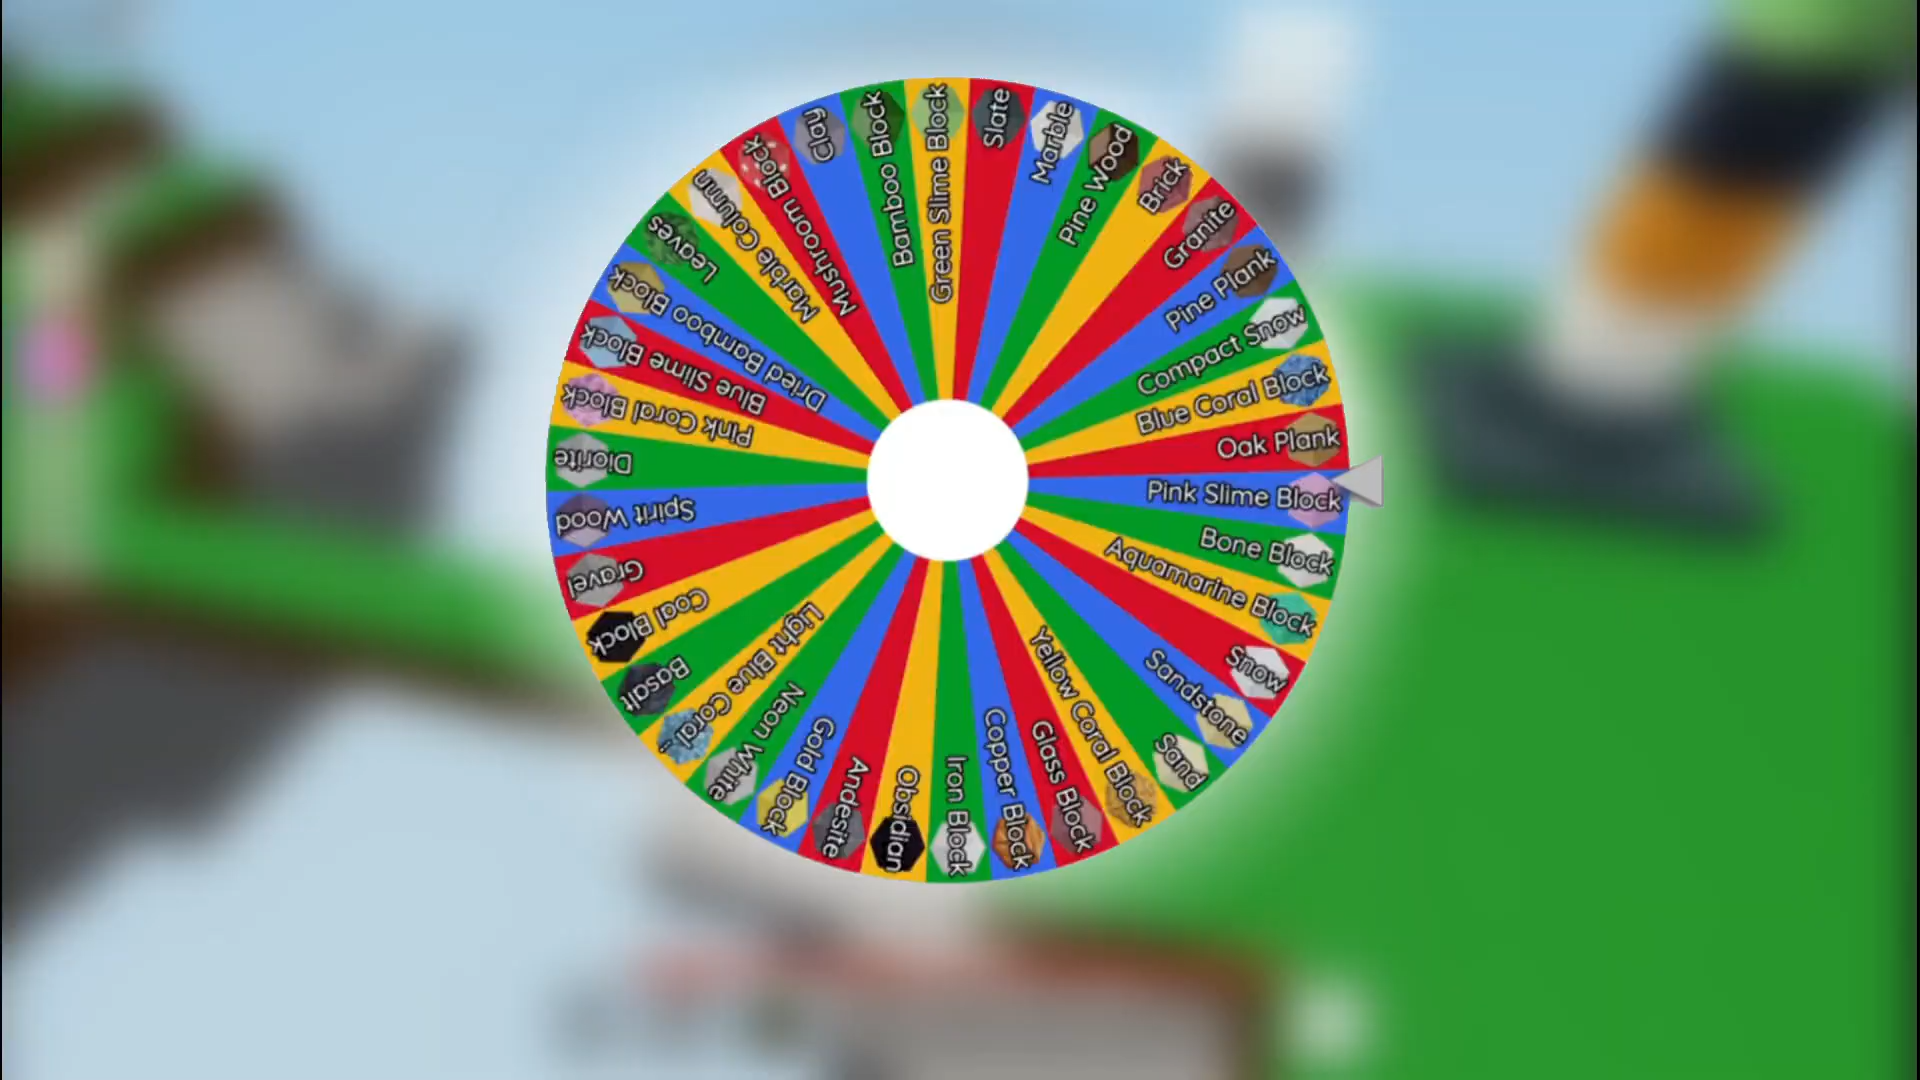 Green Slime Block
Slate
Marble
Pine Wood
Brick
Granite
Pine Plank
Compact Snow
Blue Coral Block
Oak Plank
Pink Slime Block
Bone Block
Aquamarine Block
Snow
Sandstone
Sand
Yellow Coral Block
Glass Block
Copper Block
Iron Block
Obsidian
Andesite
Gold Block
Neon White
Light Blue Coral...
Basalt
Coal Block
Gravel
Spirit Wood
Diorite
Pink Coral Block
Blue Slime Block
Dried Bamboo Block
Leaves
Marble Column
Mushroom Block
Clay
Bamboo Block